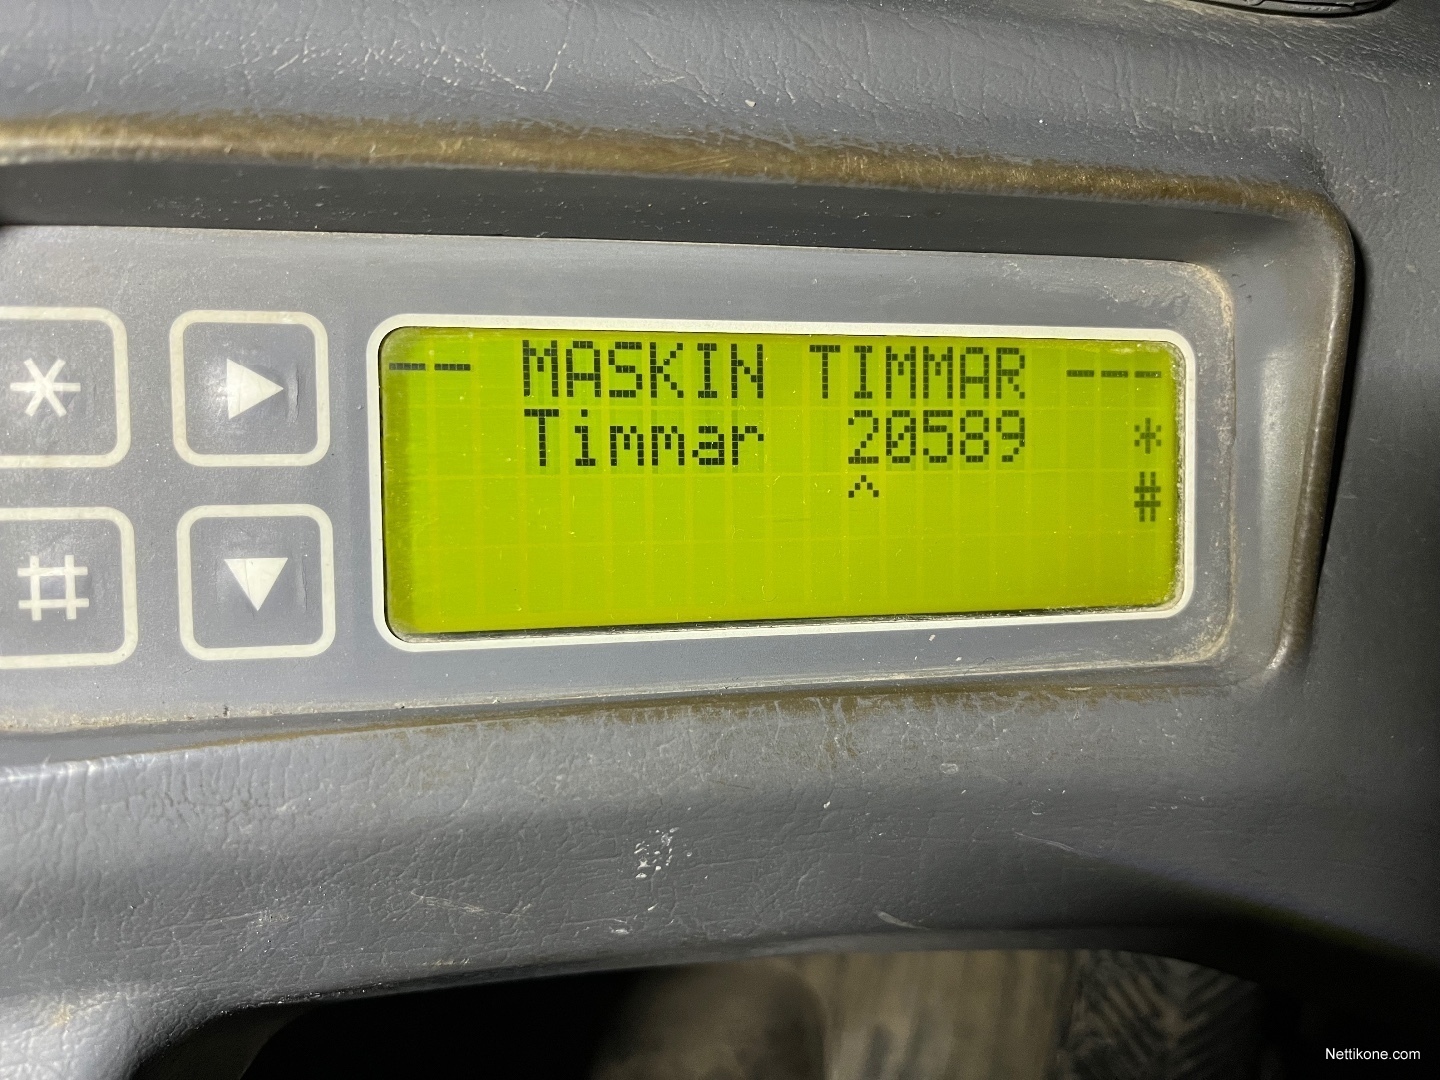 -- MASKIN TIMMAR ---
Timmar 20589 *
^ #
* 
#
Nettikone.com